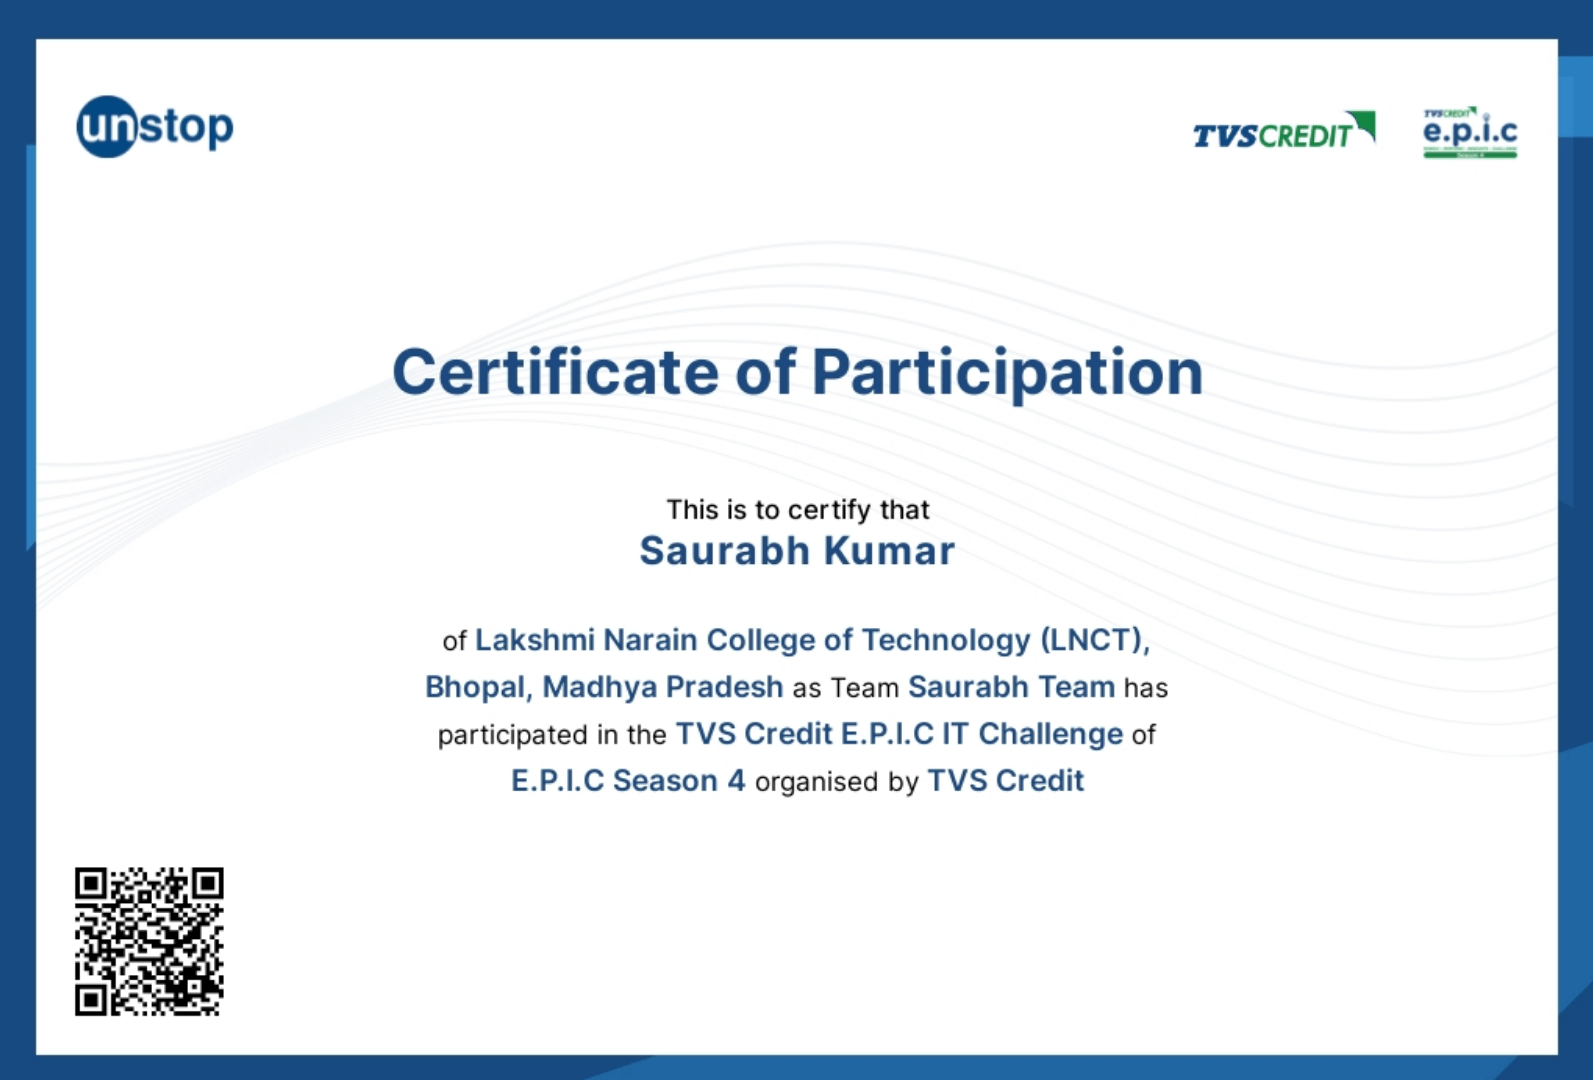 unstop
TVS CREDIT
TVS CREDIT
e.p.i.c
Certificate of Participation
This is to certify that
Saurabh Kumar
of Lakshmi Narain College of Technology (LNCT),
Bhopal, Madhya Pradesh as Team Saurabh Team has
participated in the TVS Credit E.P.I.C IT Challenge of
E.P.I.C Season 4 organised by TVS Credit